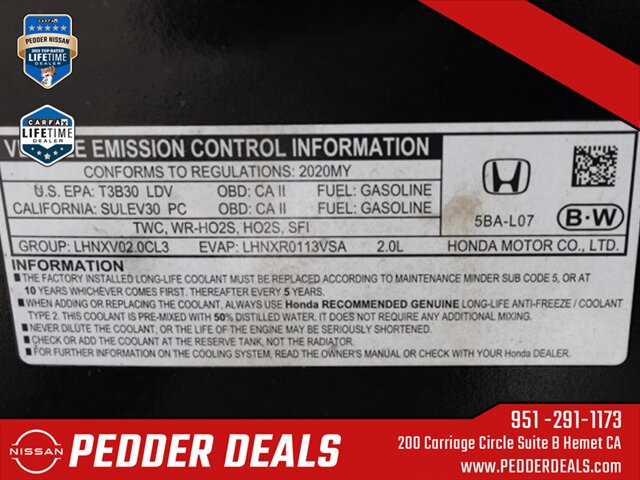 CARFAX
PEDDER NISSAN
2023 TOP-RATED
LIFETIME
DEALER
CARFAX
LIFETIME
DEALER
EMISSION CONTROL INFORMATION
CONFORMS TO REGULATIONS: 2020MY
U.S. EPA: T3B30 LDV OBD: CA II FUEL: GASOLINE
CALIFORNIA: SULEV30 PC OBD: CA II FUEL: GASOLINE
TWC, WR-HO2S, HO2S, SFI
GROUP: LHNXV02.0CL3 EVAP: LHNXR0113VSA 2.0L
5BA-L07
B·W
HONDA MOTOR CO., LTD.
INFORMATION
■THE FACTORY INSTALLED LONG-LIFE COOLANT MUST BE REPLACED ACCORDING TO MAINTENANCE MINDER SUB CODE 5, OR AT
10 YEARS WHICHEVER COMES FIRST. THEREAFTER EVERY 5 YEARS.
■WHEN ADDING OR REPLACING THE COOLANT, ALWAYS USE Honda RECOMMENDED GENUINE LONG-LIFE ANTI-FREEZE / COOLANT
TYPE 2. THIS COOLANT IS PRE-MIXED WITH 50% DISTILLED WATER. IT DOES NOT REQUIRE ANY ADDITIONAL MIXING.
■NEVER DILUTE THE COOLANT, OR THE LIFE OF THE ENGINE MAY BE SERIOUSLY SHORTENED.
■CHECK AND ADD COOLANT AT THE RESERVE TANK, NOT THE RADIATOR.
■FOR FURTHER INFORMATION ON THE COOLING SYSTEM, READ THE OWNER'S MANUAL OR CHECK WITH YOUR Honda DEALER.
NISSAN
PEDDER DEALS
951 -291-1173
200 Carriage Circle Suite B Hemet CA
www.PEDDERDEALS.com